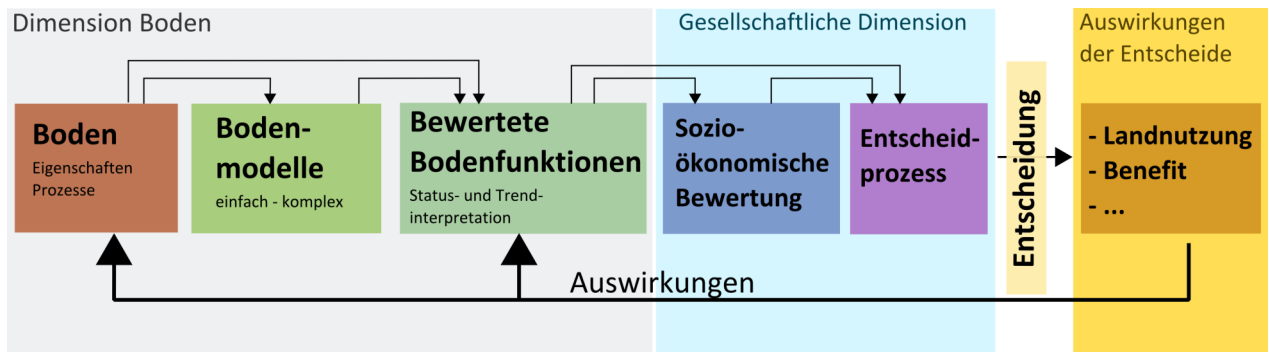 Dimension Boden
Gesellschaftliche Dimension
Auswirkungen
der Entscheide
Boden
Eigenschaften
Prozesse
Boden-
modelle
einfach - komplex
Bewertete
Bodenfunktionen
Status- und Trend-
interpretation
Sozio-
ökonomische
Bewertung
Entscheid-
prozess
Entscheidung
- Landnutzung
- Benefit
- ...
Auswirkungen